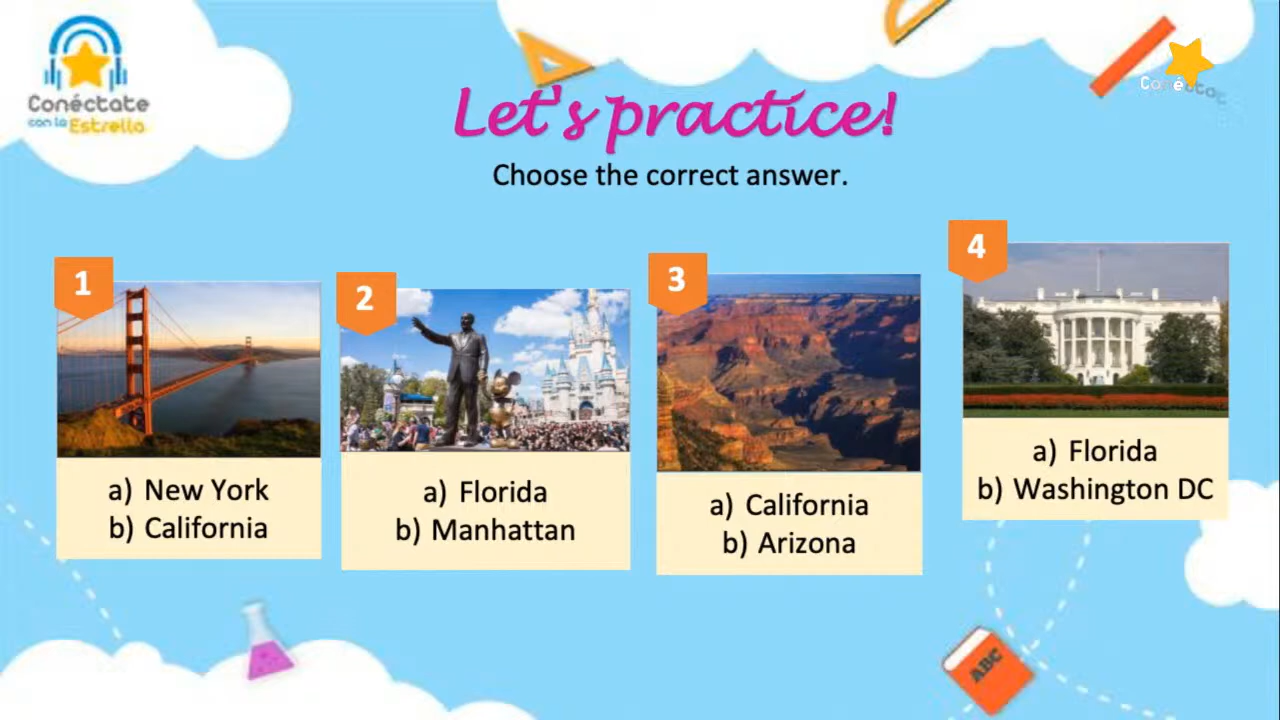 Conéctate
con la Estrella
Let's practice!
Choose the correct answer.
1
a) New York
b) California
2
a) Florida
b) Manhattan
3
a) California
b) Arizona
4
a) Florida
b) Washington DC
ABC